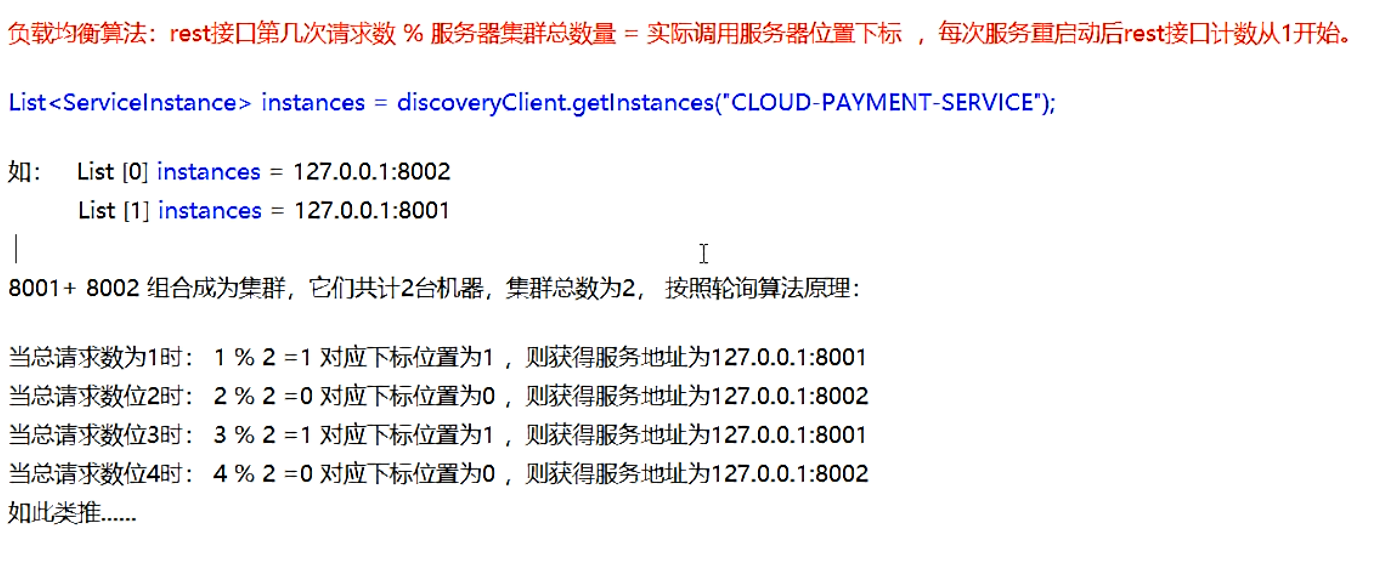 负载均衡算法：rest接口第几次请求数 % 服务器集群总数量 = 实际调用服务器位置下标 ，每次服务重启动后rest接口计数从1开始。
List<ServiceInstance> instances = discoveryClient.getInstances("CLOUD-PAYMENT-SERVICE");
如： List [0] instances = 127.0.0.1:8002
List [1] instances = 127.0.0.1:8001
8001+ 8002 组合成为集群，它们共计2台机器，集群总数为2， 按照轮询算法原理：
当总请求数为1时： 1 % 2 =1 对应下标位置为1 ，则获得服务地址为127.0.0.1:8001
当总请求数位2时： 2 % 2 =0 对应下标位置为0 ，则获得服务地址为127.0.0.1:8002
当总请求数位3时： 3 % 2 =1 对应下标位置为1 ，则获得服务地址为127.0.0.1:8001
当总请求数位4时： 4 % 2 =0 对应下标位置为0 ，则获得服务地址为127.0.0.1:8002
如此类推......